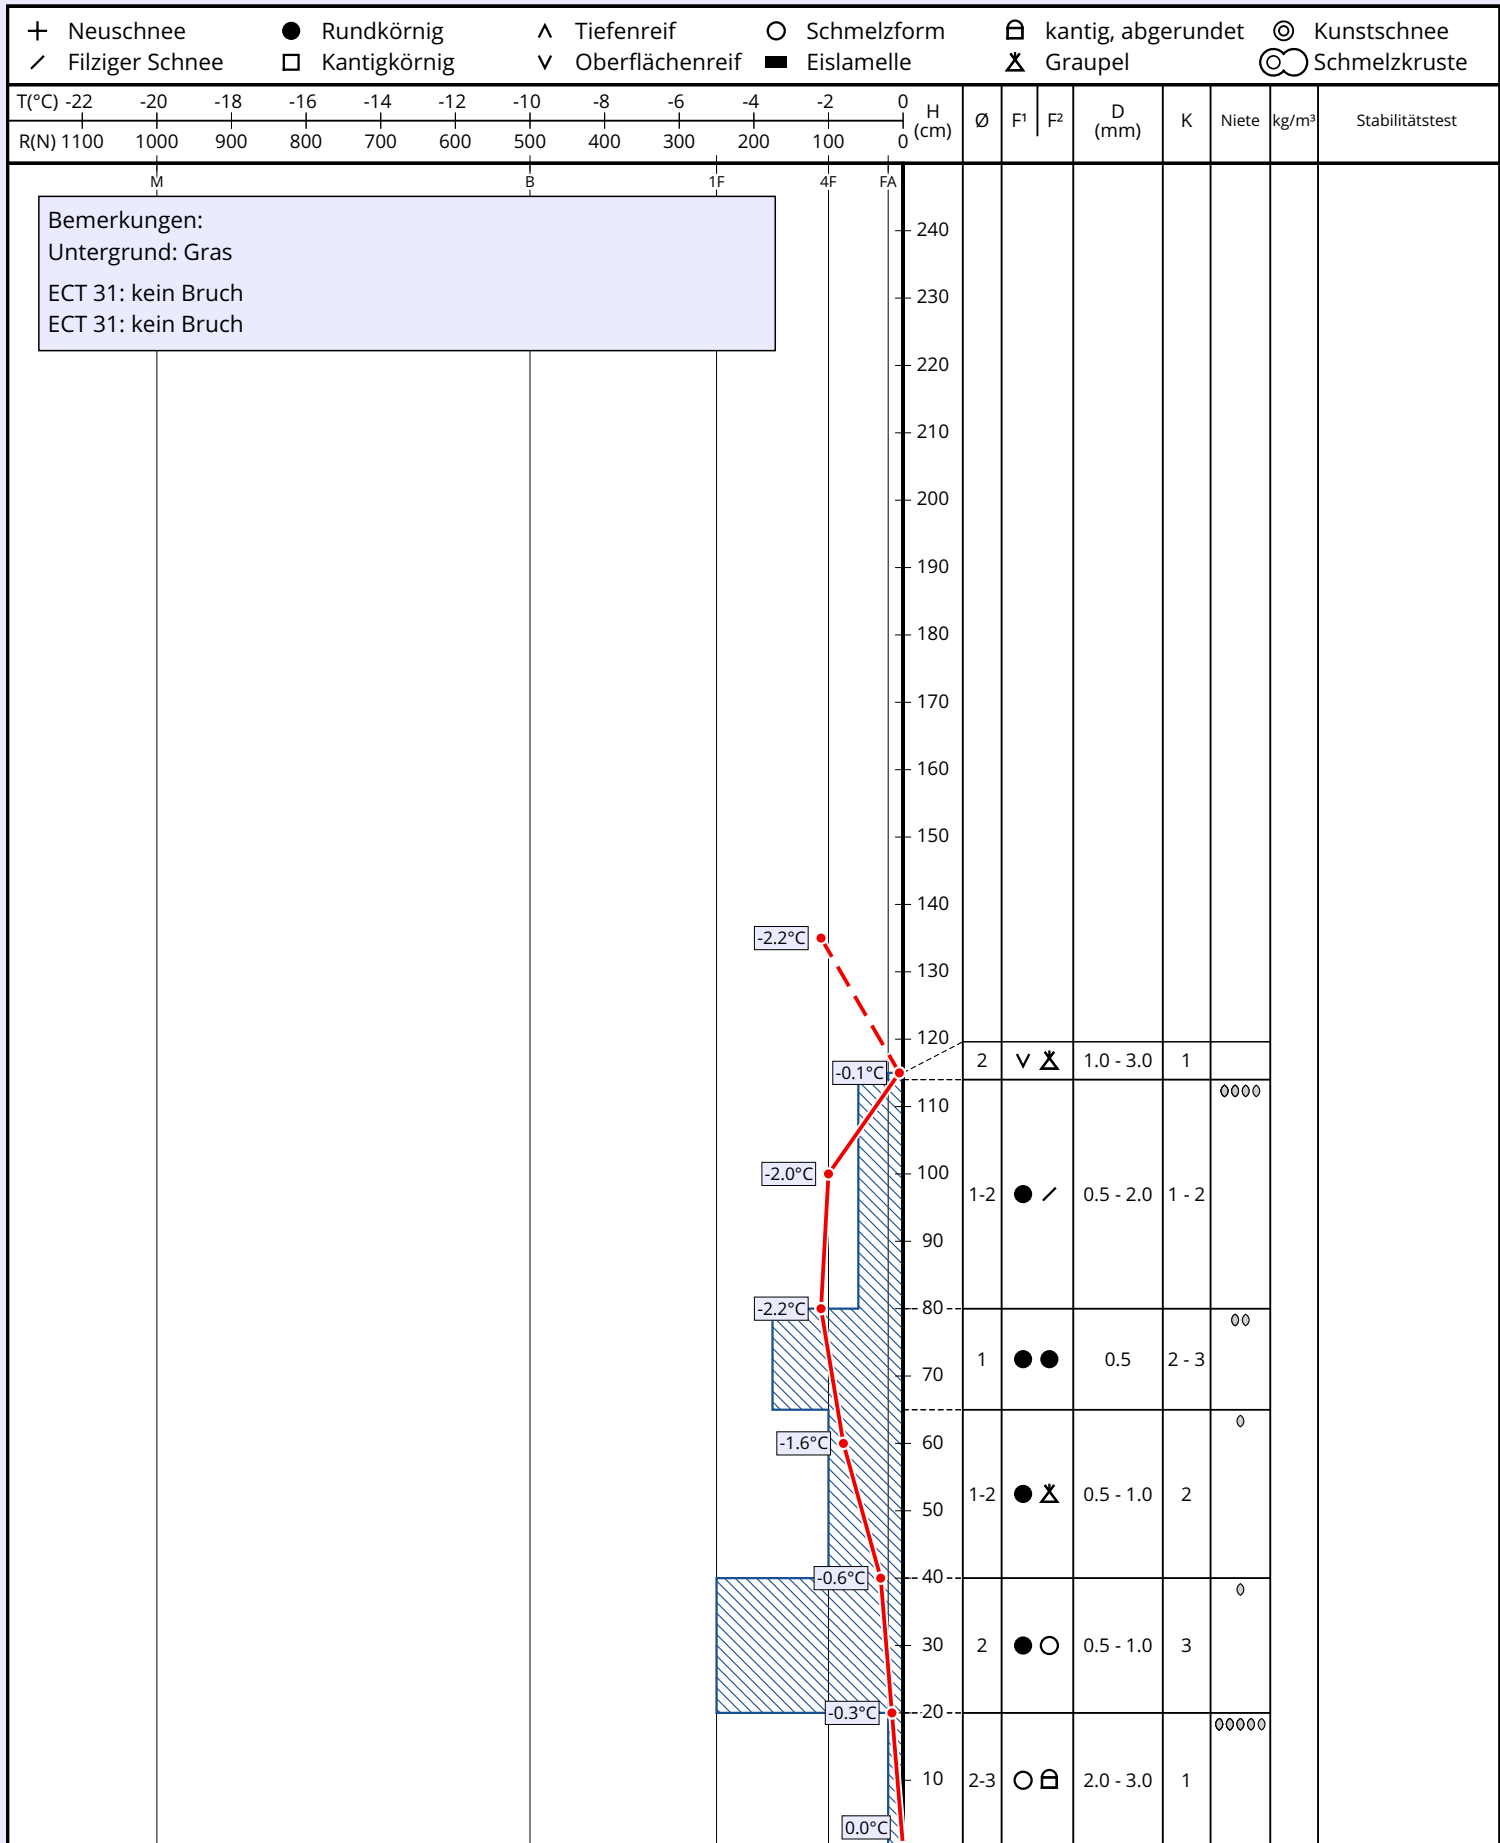 Neuschnee Rundkörnig Tiefenreif Schmelzform kantig, abgerundet Kunstschnee
Filziger Schnee Kantigkörnig Oberflächenreif Eislamelle Graupel Schmelzkruste
T(°C) -22 -20 -18 -16 -14 -12 -10 -8 -6 -4 -2 0
R(N) 1100 1000 900 800 700 600 500 400 300 200 100 0
H (cm) Ø F¹ F² D (mm) K Niete kg/m³ Stabilitätstest
M B 1F 4F FA
Bemerkungen:
Untergrund: Gras
ECT 31: kein Bruch
ECT 31: kein Bruch
240
230
220
210
200
190
180
170
160
150
140
-2.2°C
130
120
2 1.0 - 3.0 1
-0.1°C
110
-2.0°C 100
1-2 0.5 - 2.0 1 - 2
90
-2.2°C 80
1 0.5 2 - 3
70
-1.6°C 60
1-2 0.5 - 1.0 2
50
-0.6°C 40
30 2 0.5 - 1.0 3
-0.3°C 20
10 2-3 2.0 - 3.0 1
0.0°C